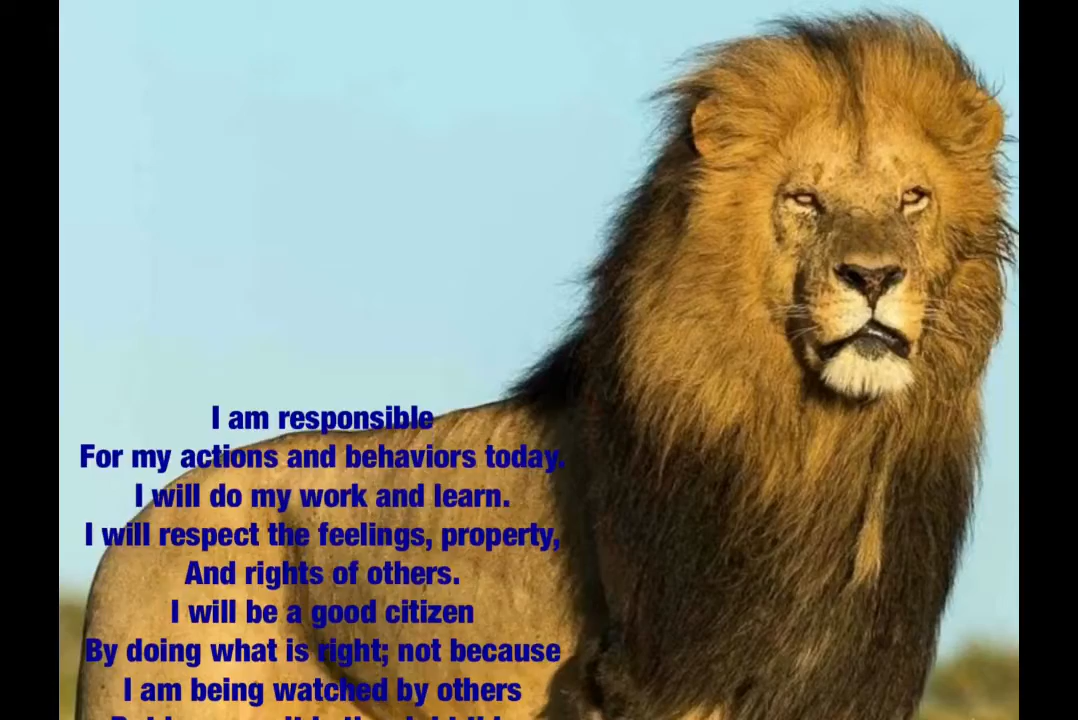 I am responsible
For my actions and behaviors today.
I will do my work and learn.
I will respect the feelings, property,
And rights of others.
I will be a good citizen
By doing what is right; not because
I am being watched by others